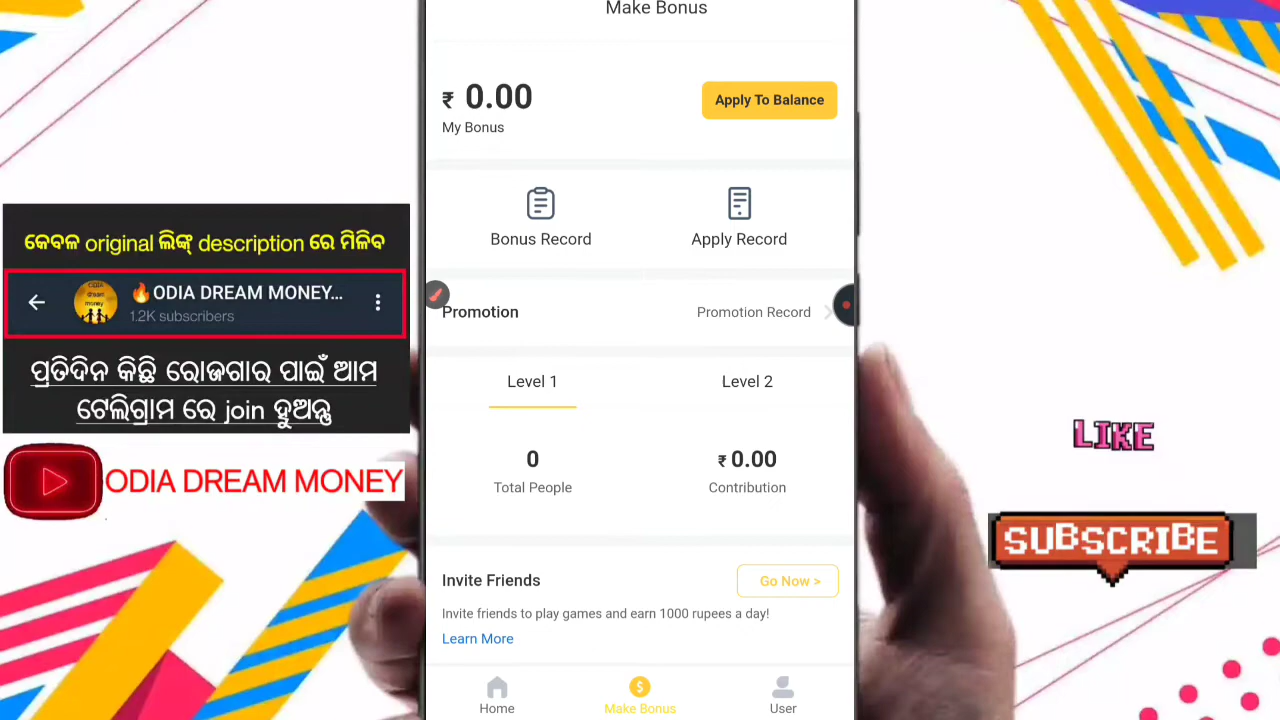 କେବଳ original ଲିଙ୍କ୍ description ରେ ମିଳିବ
🔥ODIA DREAM MONEY...
1.2K subscribers
ପ୍ରତିଦିନ କିଛି ରୋଜଗାର ପାଇଁ ଆମ
ଟେଲିଗ୍ରାମ ରେ join ହୁଅନ୍ତୁ
ODIA DREAM MONEY
Make Bonus
₹ 0.00
My Bonus
Apply To Balance
Bonus Record
Apply Record
Promotion
Promotion Record
Level 1
Level 2
0
Total People
₹ 0.00
Contribution
Invite Friends
Go Now >
Invite friends to play games and earn 1000 rupees a day!
Learn More
Home
Make Bonus
User
LIKE
SUBSCRIBE